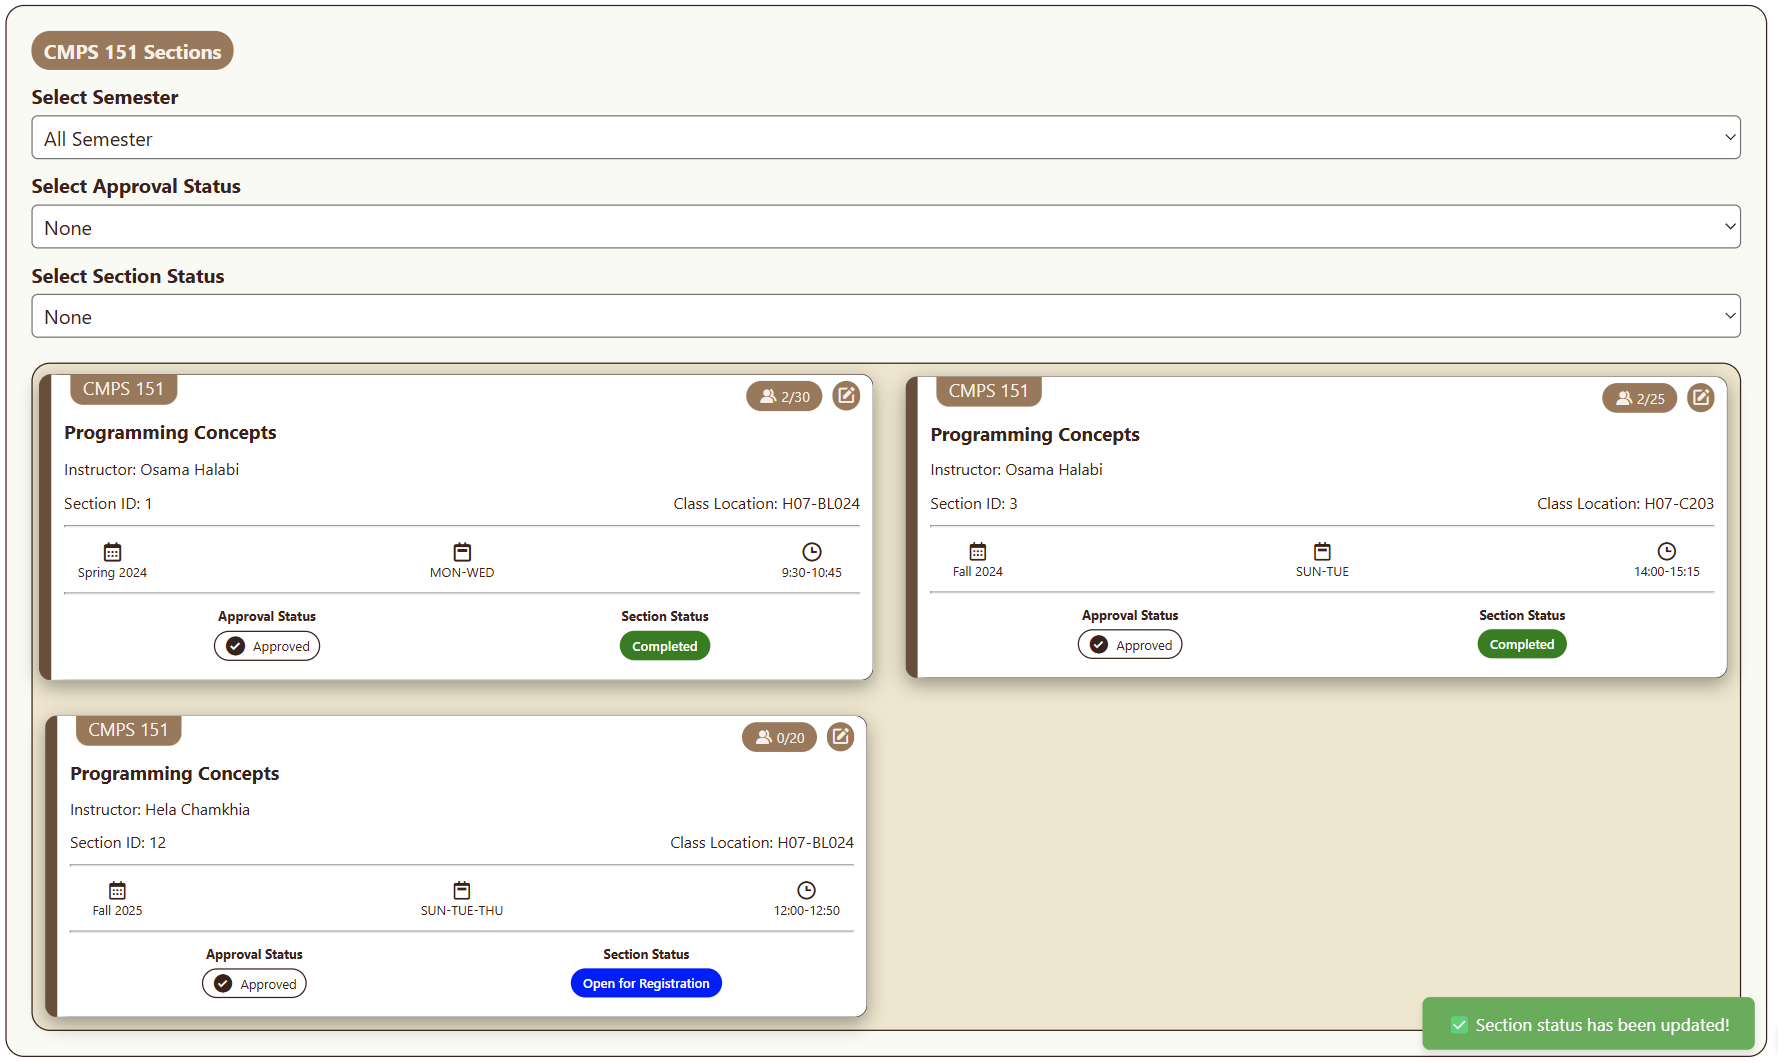 CMPS 151 Sections
Select Semester
All Semester
Select Approval Status
None
Select Section Status
None
CMPS 151
2/30
Programming Concepts
Instructor: Osama Halabi
Section ID: 1
Class Location: H07-BL024
Spring 2024
MON-WED
9:30-10:45
Approval Status
Section Status
Approved
Completed
CMPS 151
2/25
Programming Concepts
Instructor: Osama Halabi
Section ID: 3
Class Location: H07-C203
Fall 2024
SUN-TUE
14:00-15:15
Approval Status
Section Status
Approved
Completed
CMPS 151
0/20
Programming Concepts
Instructor: Hela Chamkhia
Section ID: 12
Class Location: H07-BL024
Fall 2025
SUN-TUE-THU
12:00-12:50
Approval Status
Section Status
Approved
Open for Registration
Section status has been updated!